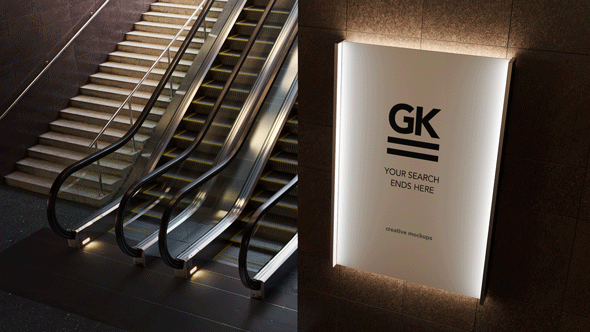 GK
YOUR SEARCH
ENDS HERE
creative mockups